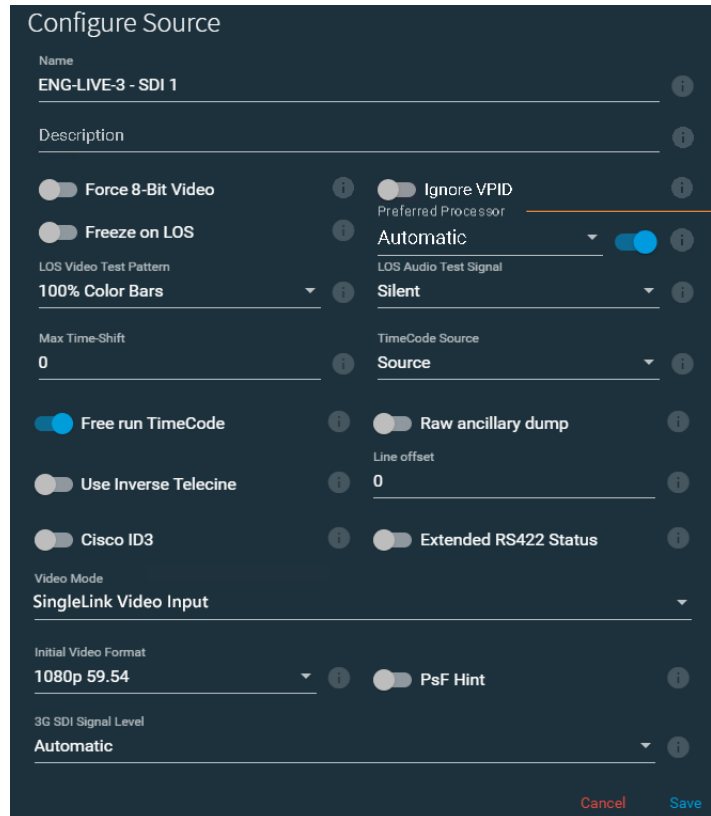 Configure Source
Name
ENG-LIVE-3 - SDI 1
Description
Force 8-Bit Video
Ignore VPID
Freeze on LOS
Preferred Processor
Automatic
LOS Video Test Pattern
100% Color Bars
LOS Audio Test Signal
Silent
Max Time-Shift
0
TimeCode Source
Source
Free run TimeCode
Raw ancillary dump
Use Inverse Telecine
Line offset
0
Cisco ID3
Extended RS422 Status
Video Mode
SingleLink Video Input
Initial Video Format
1080p 59.54
PsF Hint
3G SDI Signal Level
Automatic
Cancel
Save